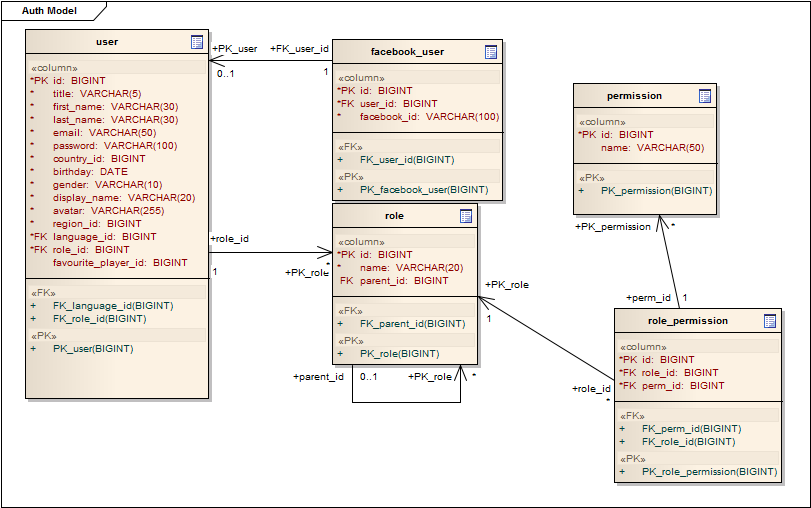 Auth Model
user
«column»
*PK id: BIGINT
* title: VARCHAR(5)
* first_name: VARCHAR(30)
* last_name: VARCHAR(30)
* email: VARCHAR(50)
* password: VARCHAR(100)
* country_id: BIGINT
* birthday: DATE
* gender: VARCHAR(10)
* display_name: VARCHAR(20)
* avatar: VARCHAR(255)
* region_id: BIGINT
*FK language_id: BIGINT
*FK role_id: BIGINT
favourite_player_id: BIGINT
«FK»
+ FK_language_id(BIGINT)
+ FK_role_id(BIGINT)
«PK»
+ PK_user(BIGINT)
+PK_user
+FK_user_id
0..1
1
facebook_user
«column»
*PK id: BIGINT
*FK user_id: BIGINT
* facebook_id: VARCHAR(100)
«FK»
+ FK_user_id(BIGINT)
«PK»
+ PK_facebook_user(BIGINT)
+role_id
1
*
+PK_role
role
«column»
*PK id: BIGINT
* name: VARCHAR(20)
FK parent_id: BIGINT
«FK»
+ FK_parent_id(BIGINT)
«PK»
+ PK_role(BIGINT)
+parent_id
0..1
+PK_role
*
permission
«column»
*PK id: BIGINT
name: VARCHAR(50)
«PK»
+ PK_permission(BIGINT)
+PK_permission
*
+perm_id
1
+PK_role
1
+role_id
*
role_permission
«column»
*PK id: BIGINT
*FK role_id: BIGINT
*FK perm_id: BIGINT
«FK»
+ FK_perm_id(BIGINT)
+ FK_role_id(BIGINT)
«PK»
+ PK_role_permission(BIGINT)